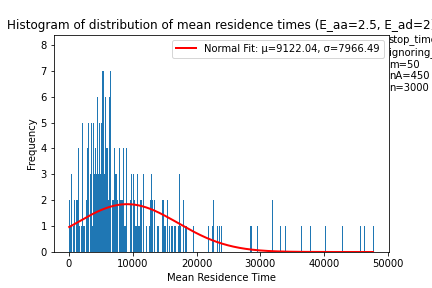 Histogram of distribution of mean residence times (E_aa=2.5, E_ad=2
stop_time
ignoring_
m=50
nA=450
n=3000
Normal Fit: μ=9122.04, σ=7966.49
Frequency
8
7
6
5
4
3
2
1
0
0 10000 20000 30000 40000 50000
Mean Residence Time